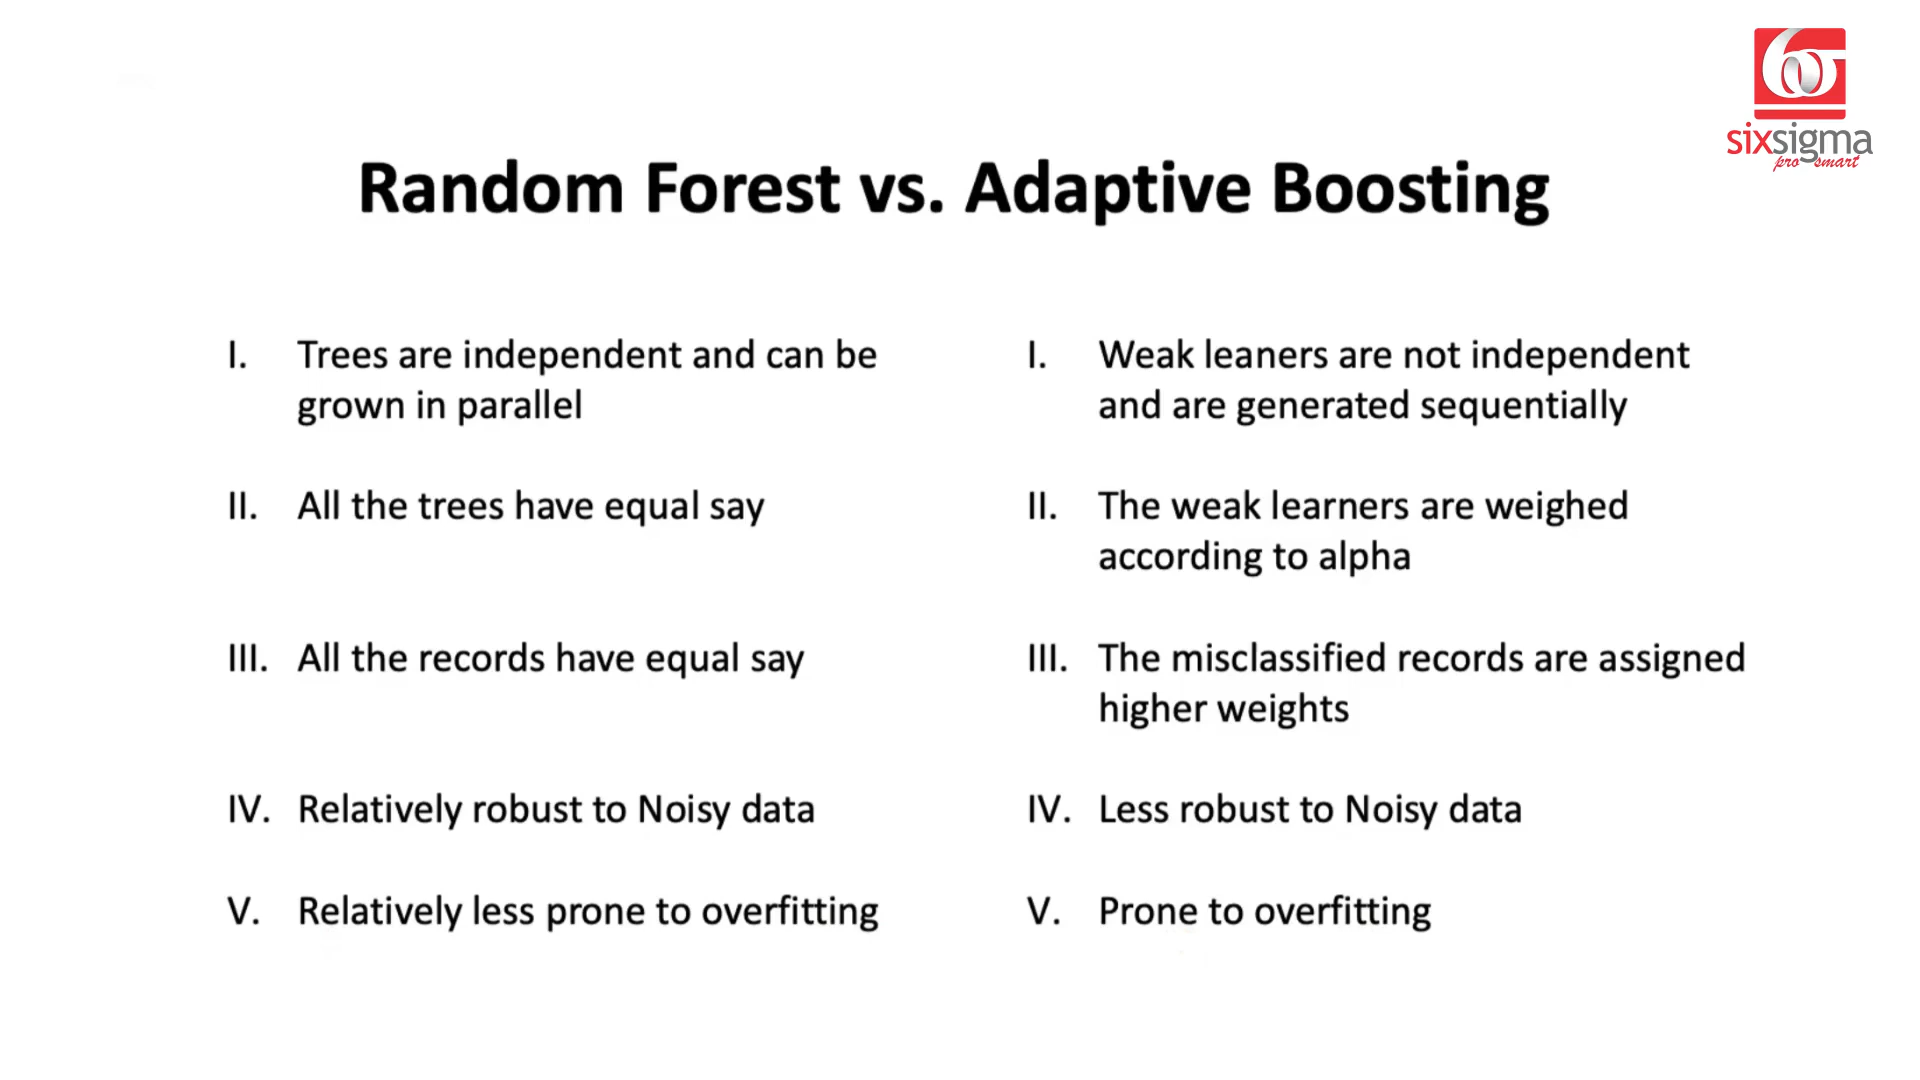 sixsigma
pro smart
Random Forest vs. Adaptive Boosting
I. Trees are independent and can be
grown in parallel
II. All the trees have equal say
III. All the records have equal say
IV. Relatively robust to Noisy data
V. Relatively less prone to overfitting
I. Weak leaners are not independent
and are generated sequentially
II. The weak learners are weighed
according to alpha
III. The misclassified records are assigned
higher weights
IV. Less robust to Noisy data
V. Prone to overfitting